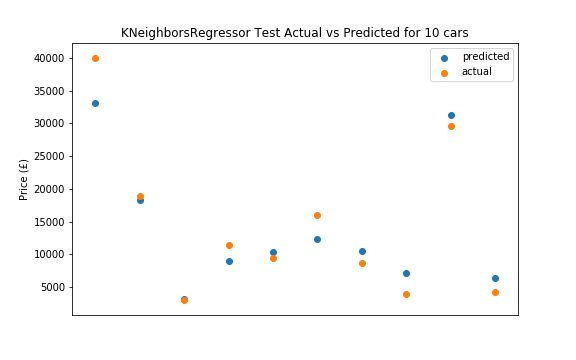 KNeighborsRegressor Test Actual vs Predicted for 10 cars
predicted
actual
40000
35000
30000
25000
20000
15000
10000
5000
Price (£)